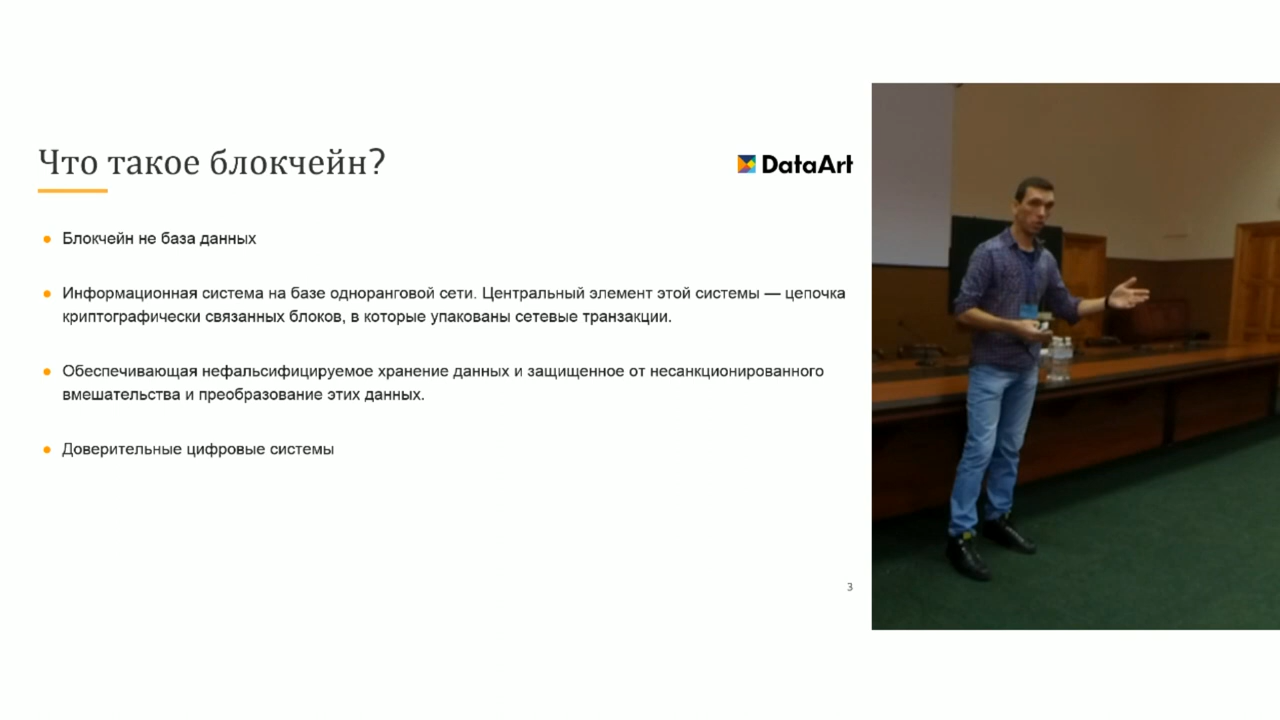 Что такое блокчейн?
DataArt
Блокчейн не база данных
Информационная система на базе одноранговой сети. Центральный элемент этой системы — цепочка
криптографически связанных блоков, в которые упакованы сетевые транзакции.
Обеспечивающая нефальсифицируемое хранение данных и защищенное от несанкционированного
вмешательства и преобразование этих данных.
Доверительные цифровые системы
3